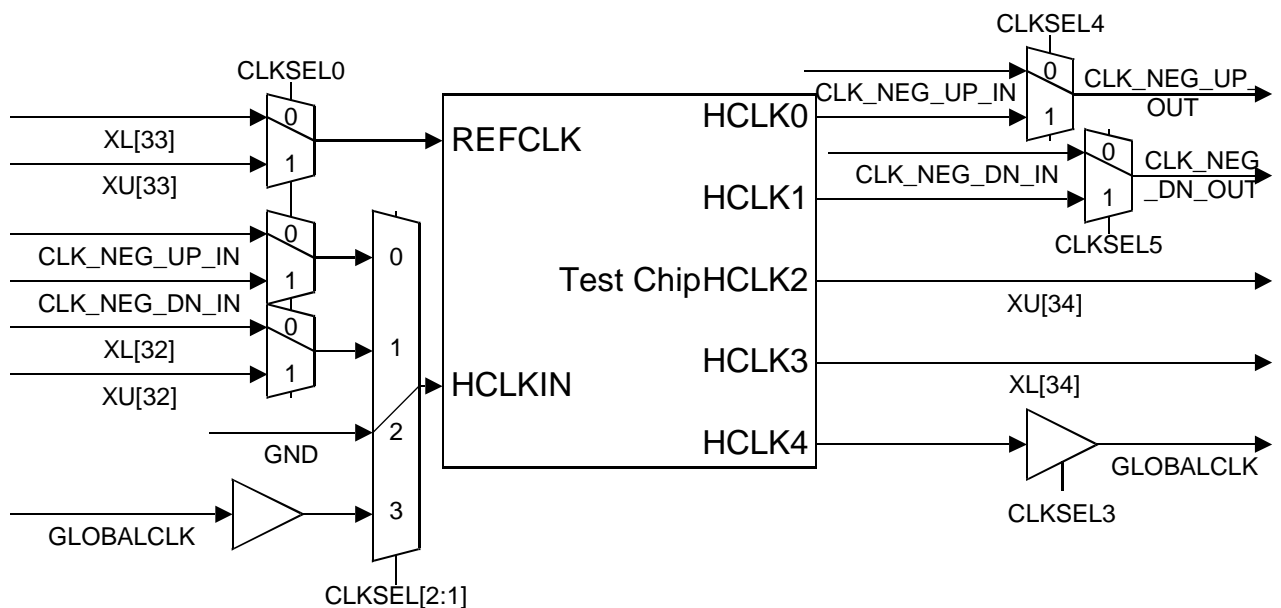 CLKSEL4
CLKSEL0
0
CLK_NEG_UP_
OUT
CLK_NEG_UP_IN
1
0
XL[33]
1
XU[33]
REFCLK
HCLK0
0
CLK_NEG
_DN_OUT
CLK_NEG_DN_IN
1
HCLK1
CLKSEL5
0
CLK_NEG_UP_IN
1
CLK_NEG_DN_IN
0
XL[32]
1
XU[32]
0
1
2
3
Test Chip
HCLK2
XU[34]
HCLKIN
HCLK3
XL[34]
GND
HCLK4
GLOBALCLK
CLKSEL3
GLOBALCLK
CLKSEL[2:1]